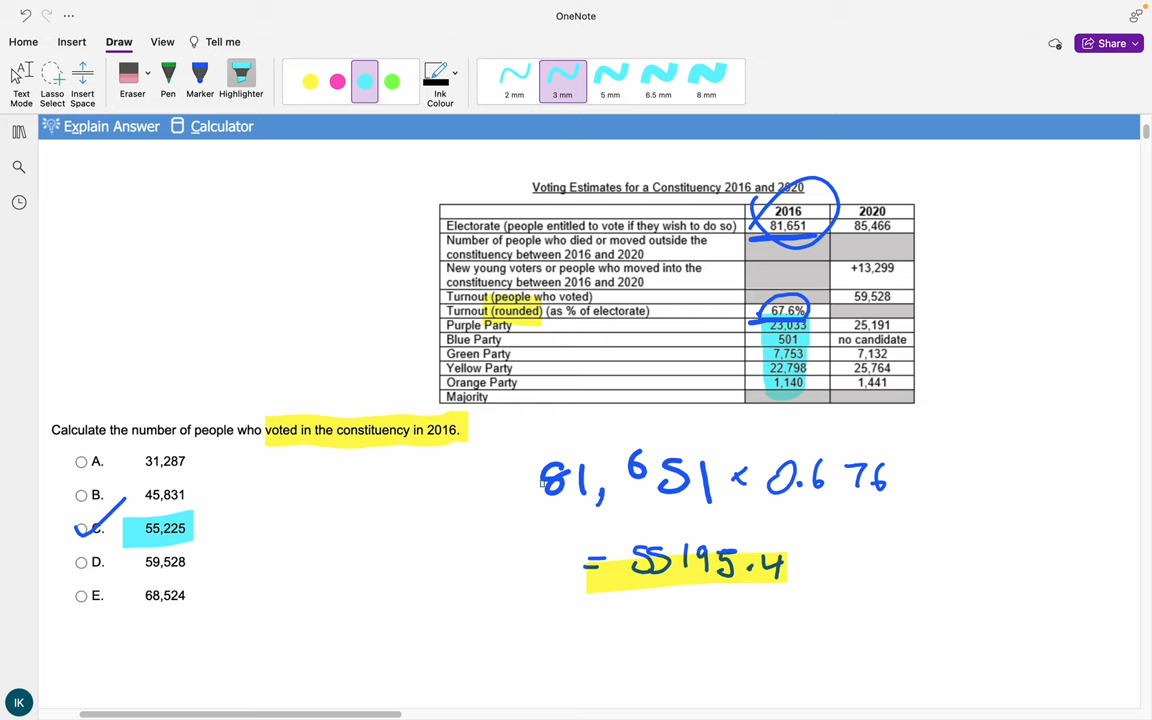 OneNote
Home Insert Draw View Tell me
Share
Text Mode
Lasso Select
Insert Space
Eraser
Pen
Marker
Highlighter
Ink Colour
2 mm
3 mm
5 mm
6.5 mm
8 mm
Explain Answer Calculator
Voting Estimates for a Constituency 2016 and 2020
2016 2020
Electorate (people entitled to vote if they wish to do so) 81,651 85,466
Number of people who died or moved outside the
constituency between 2016 and 2020
New young voters or people who moved into the +13,299
constituency between 2016 and 2020
Turnout (people who voted) 59,528
Turnout (rounded) (as % of electorate) 67.6%
Purple Party 23,033 25,191
Blue Party 501 no candidate
Green Party 7,753 7,132
Yellow Party 22,798 25,764
Orange Party 1,140 1,441
Majority
Calculate the number of people who voted in the constituency in 2016.
A. 31,287
B. 45,831
C. 55,225
D. 59,528
E. 68,524
81,651 × 0.676
= 55195.4
IK